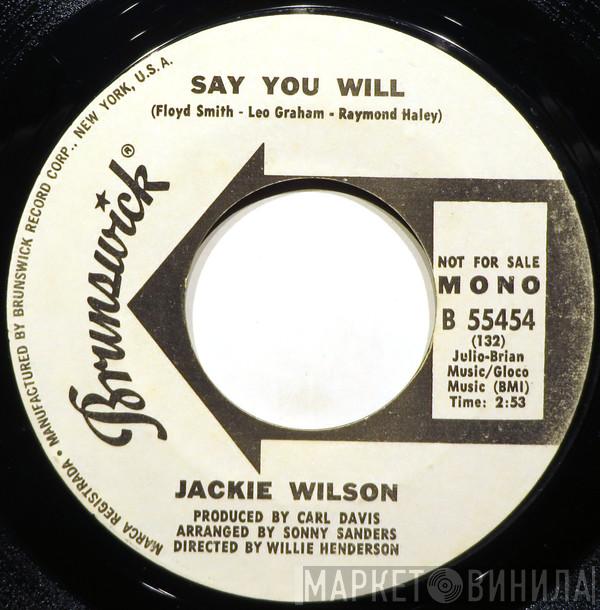 SAY YOU WILL
(Floyd Smith - Leo Graham - Raymond Haley)
Brunswick®
MARCA REGISTRADA • MANUFACTURED BY BRUNSWICK RECORD CORP., NEW YORK, U.S.A.
NOT FOR SALE
MONO
B 55454
(132)
Julio-Brian
Music/Gloco
Music (BMI)
Time: 2:53
JACKIE WILSON
PRODUCED BY CARL DAVIS
ARRANGED BY SONNY SANDERS
DIRECTED BY WILLIE HENDERSON
МАРКЕТ ВИНИЛА